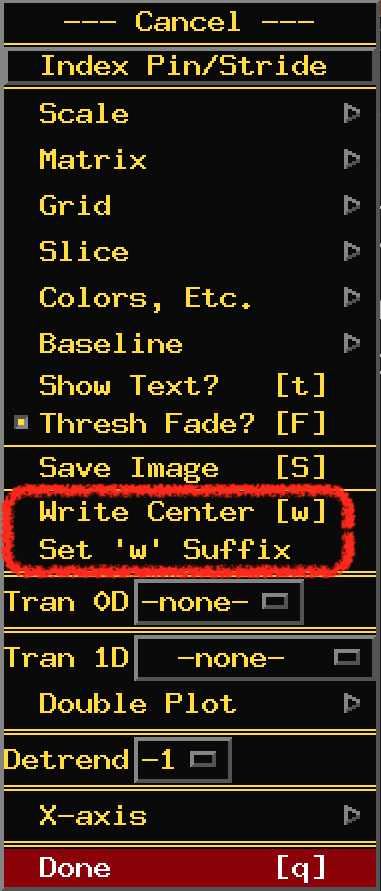 --- Cancel ---
Index Pin/Stride
Scale
Matrix
Grid
Slice
Colors, Etc.
Baseline
Show Text? [t]
Thresh Fade? [F]
Save Image [S]
Write Center [w]
Set 'w' Suffix
Tran 0D -none-
Tran 1D -none-
Double Plot
Detrend -1
X-axis
Done [q]